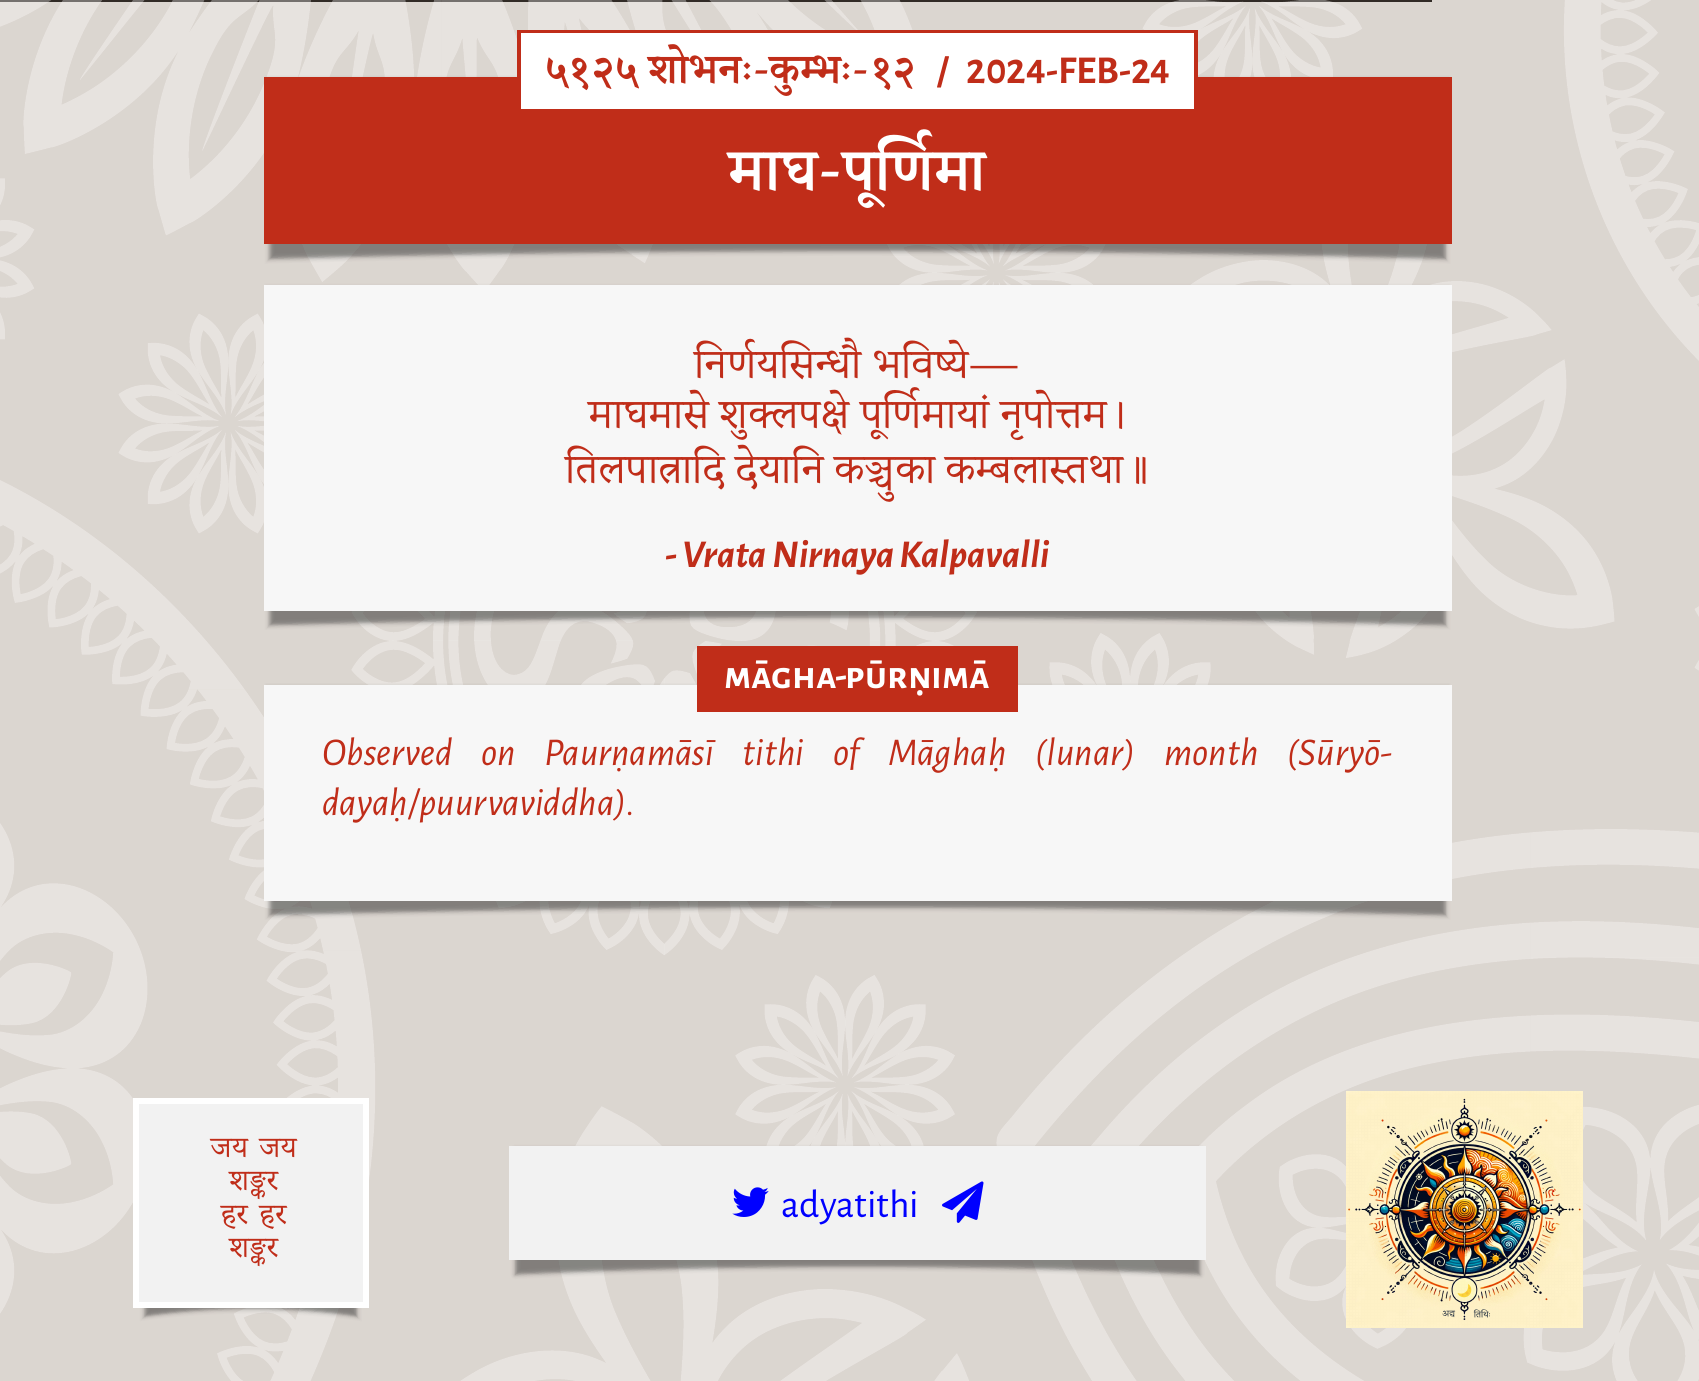 ५१२५ शोभनः-कुम्भः-१२ / 2024-FEB-24
माघ-पूर्णिमा
निर्णयसिन्धौ भविष्ये—
माघमासे शुक्लपक्षे पूर्णिमायां नृपोत्तम।
तिलपात्रादि देयानि कञ्चुका कम्बलास्तथा॥
- Vrata Nirnaya Kalpavalli
MĀGHA-PŪRṆIMĀ
Observed on Paurṇamāsī tithi of Māghaḥ (lunar) month (Sūryō-
dayaḥ/puurvaviddha).
जय जय
शङ्कर
हर हर
शङ्कर
adyatithi
अद्य तिथिः